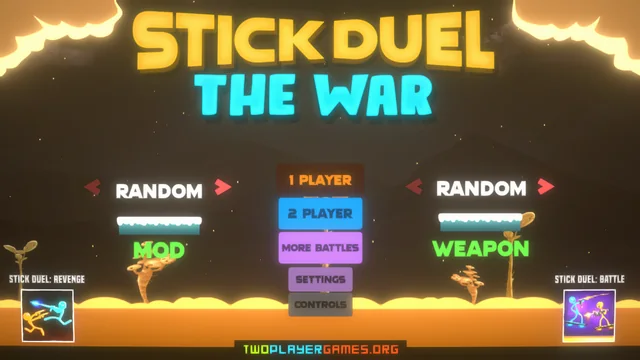 STICK DUEL
THE WAR
RANDOM
MOD
1 PLAYER
2 PLAYER
MORE BATTLES
SETTINGS
CONTROLS
RANDOM
WEAPON
STICK DUEL: REVENGE
STICK DUEL: BATTLE
TWOPLAYERGAMES.ORG